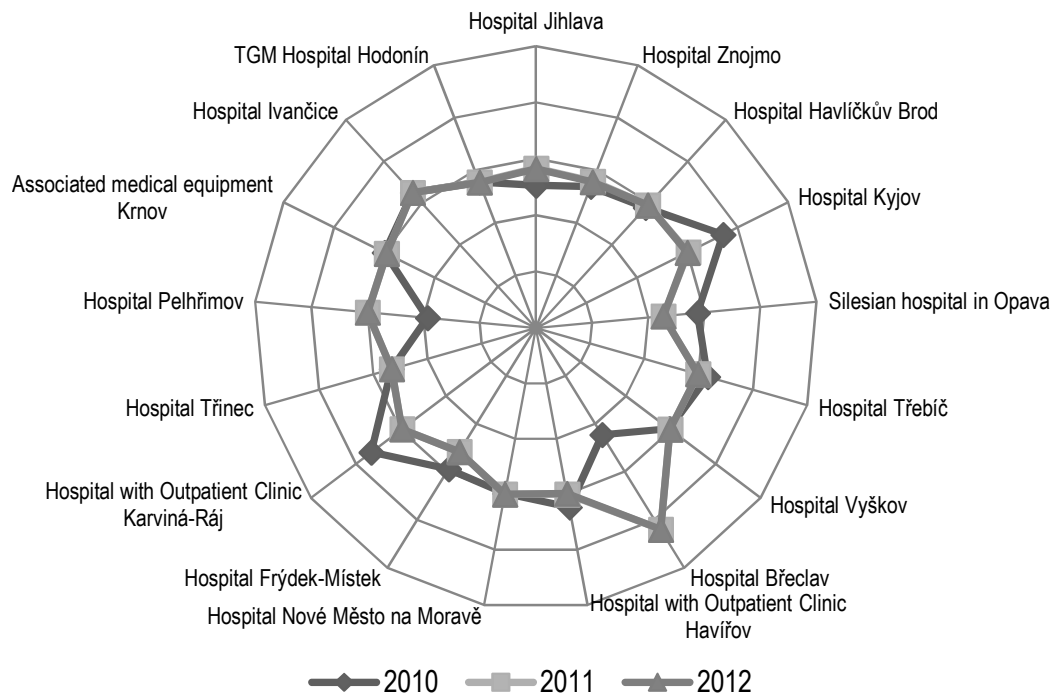 Hospital Jihlava
TGM Hospital Hodonín
Hospital Znojmo
Hospital Ivančice
Hospital Havlíčkův Brod
Associated medical equipment
Krnov
Hospital Kyjov
Hospital Pelhřimov
Silesian hospital in Opava
Hospital Třinec
Hospital Třebíč
Hospital with Outpatient Clinic
Karviná-Ráj
Hospital Vyškov
Hospital Frýdek-Místek
Hospital Břeclav
Hospital Nové Město na Moravě
Hospital with Outpatient Clinic
Havířov
2010 2011 2012